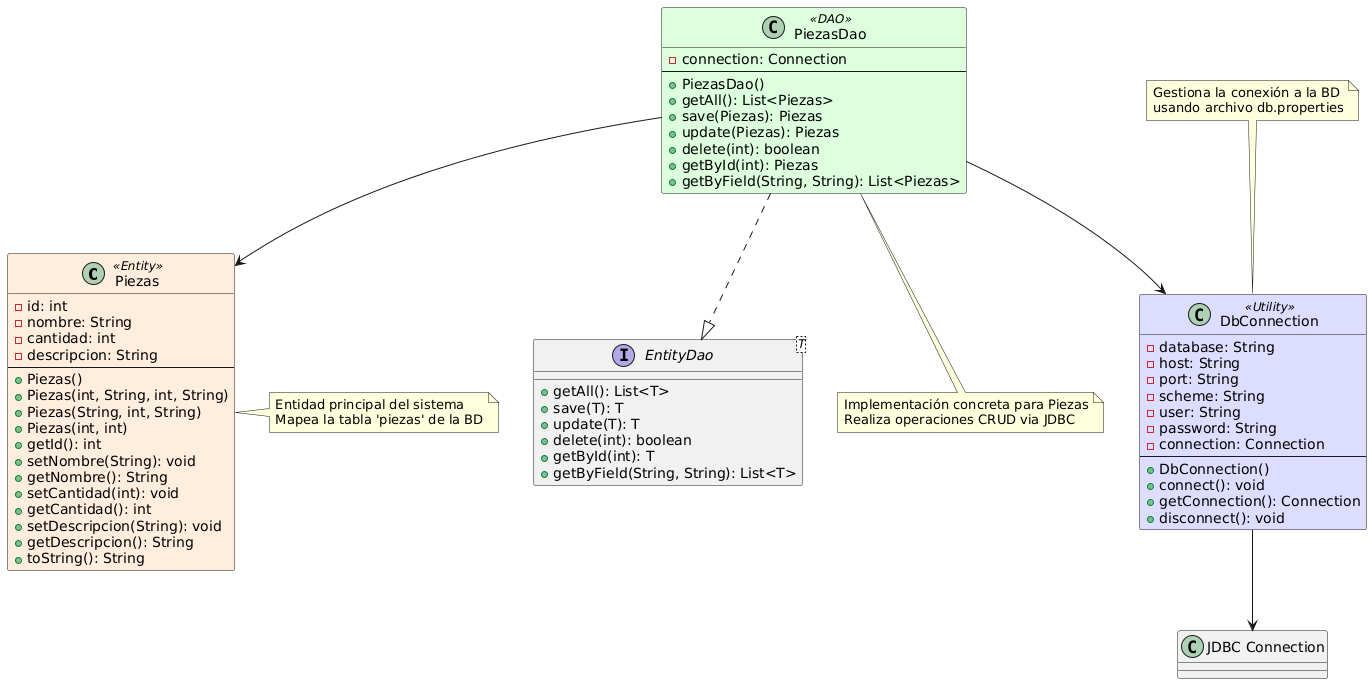 C
«DAO»
PiezasDao
connection: Connection
PiezasDao()
getAll(): List<Piezas>
save(Piezas): Piezas
update(Piezas): Piezas
delete(int): boolean
getById(int): Piezas
getByField(String, String): List<Piezas>
Gestiona la conexión a la BD
usando archivo db.properties
C
«Entity»
Piezas
id: int
nombre: String
cantidad: int
descripcion: String
Piezas()
Piezas(int, String, int, String)
Piezas(String, int, String)
Piezas(int, int)
getId(): int
setNombre(String): void
getNombre(): String
setCantidad(int): void
getCantidad(): int
setDescripcion(String): void
getDescripcion(): String
toString(): String
Entidad principal del sistema
Mapea la tabla 'piezas' de la BD
I
EntityDao
T
getAll(): List<T>
save(T): T
update(T): T
delete(int): boolean
getById(int): T
getByField(String, String): List<T>
Implementación concreta para Piezas
Realiza operaciones CRUD via JDBC
C
«Utility»
DbConnection
database: String
host: String
port: String
scheme: String
user: String
password: String
connection: Connection
DbConnection()
connect(): void
getConnection(): Connection
disconnect(): void
C
JDBC Connection